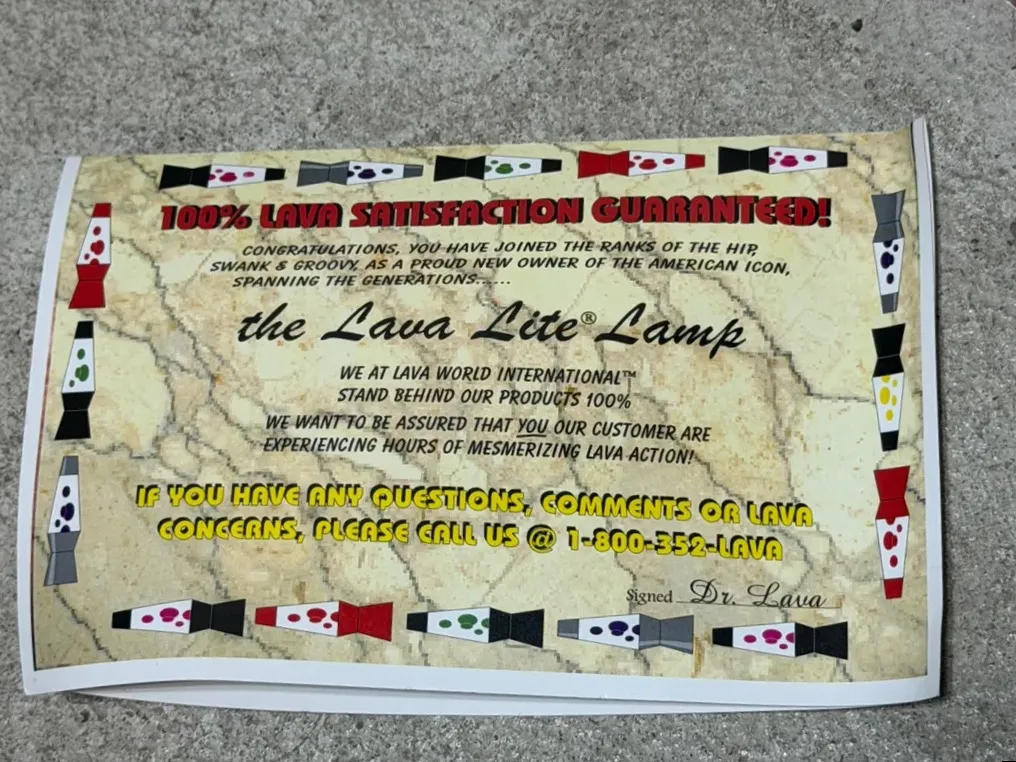 100% LAVA SATISFACTION GUARANTEED!
CONGRATULATIONS, YOU HAVE JOINED THE RANKS OF THE HIP,
SWANK & GROOVY, AS A PROUD NEW OWNER OF THE AMERICAN ICON,
SPANNING THE GENERATIONS......
the Lava Lite® Lamp
WE AT LAVA WORLD INTERNATIONAL™
STAND BEHIND OUR PRODUCTS 100%
WE WANT TO BE ASSURED THAT YOU OUR CUSTOMER ARE
EXPERIENCING HOURS OF MESMERIZING LAVA ACTION!
IF YOU HAVE ANY QUESTIONS, COMMENTS OR LAVA
CONCERNS, PLEASE CALL US @ 1-800-352-LAVA
Signed Dr. Lava